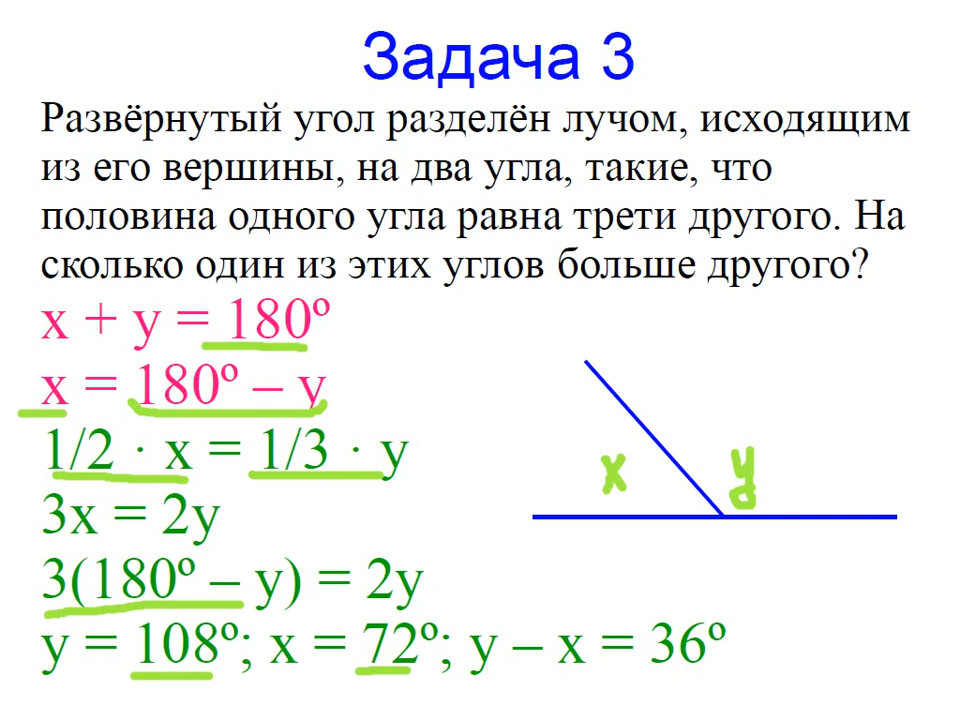 Задача 3
Развёрнутый угол разделён лучом, исходящим
из его вершины, на два угла, такие, что
половина одного угла равна трети другого. На
сколько один из этих углов больше другого?
x + y = 180º
x = 180º – y
1/2 · x = 1/3 · y
3x = 2y
3(180º – y) = 2y
y = 108º; x = 72º; y – x = 36º
x y